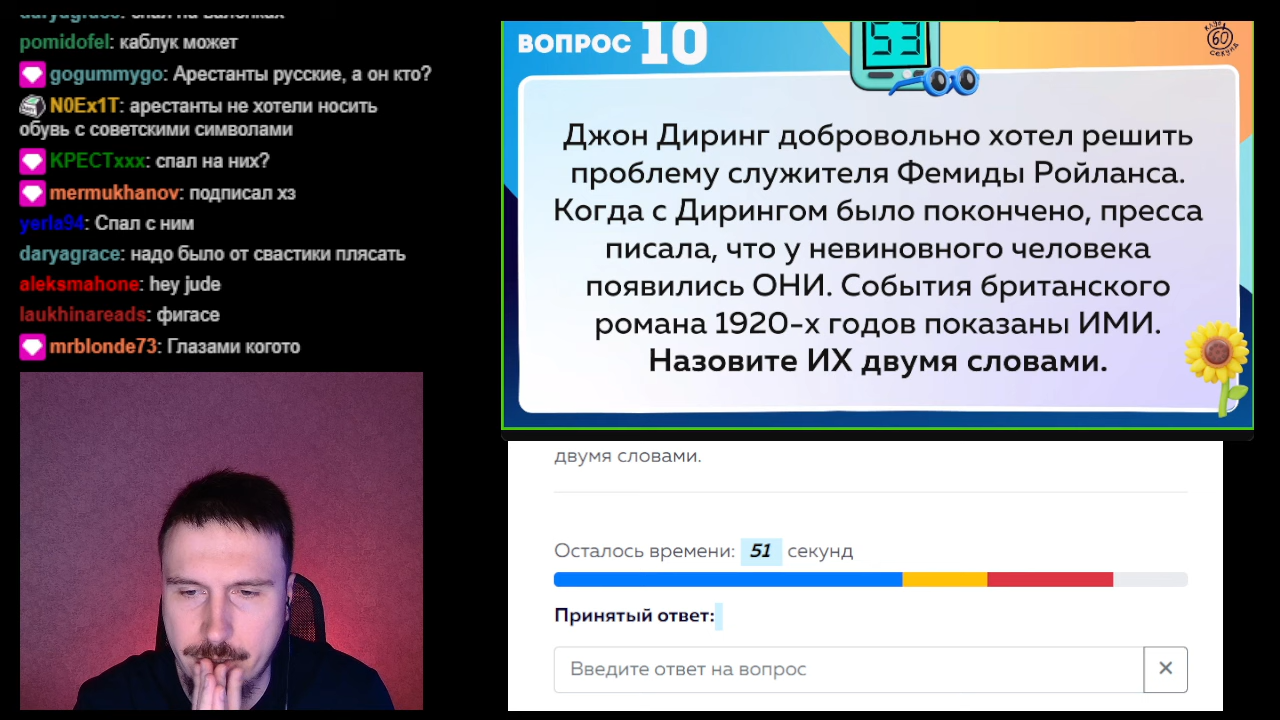 pomidofel: каблук может
gogummygo: Арестанты русские, а он кто?
N0Ex1T: арестанты не хотели носить
обувь с советскими символами
КРЕСТxxx: спал на них?
mermukhanov: подписал хз
yerla94: Спал с ним
daryagrace: надо было от свастики плясать
aleksmahone: hey jude
laukhinareads: фигасе
mrblonde73: Глазами когото
ВОПРОС 10
53
КЛУБ
60
СЕКУНД
Джон Диринг добровольно хотел решить
проблему служителя Фемиды Ройланса.
Когда с Дирингом было покончено, пресса
писала, что у невиновного человека
появились ОНИ. События британского
романа 1920-х годов показаны ИМИ.
Назовите ИХ двумя словами.
двумя словами.
Осталось времени: 51 секунд
Принятый ответ:
Введите ответ на вопрос